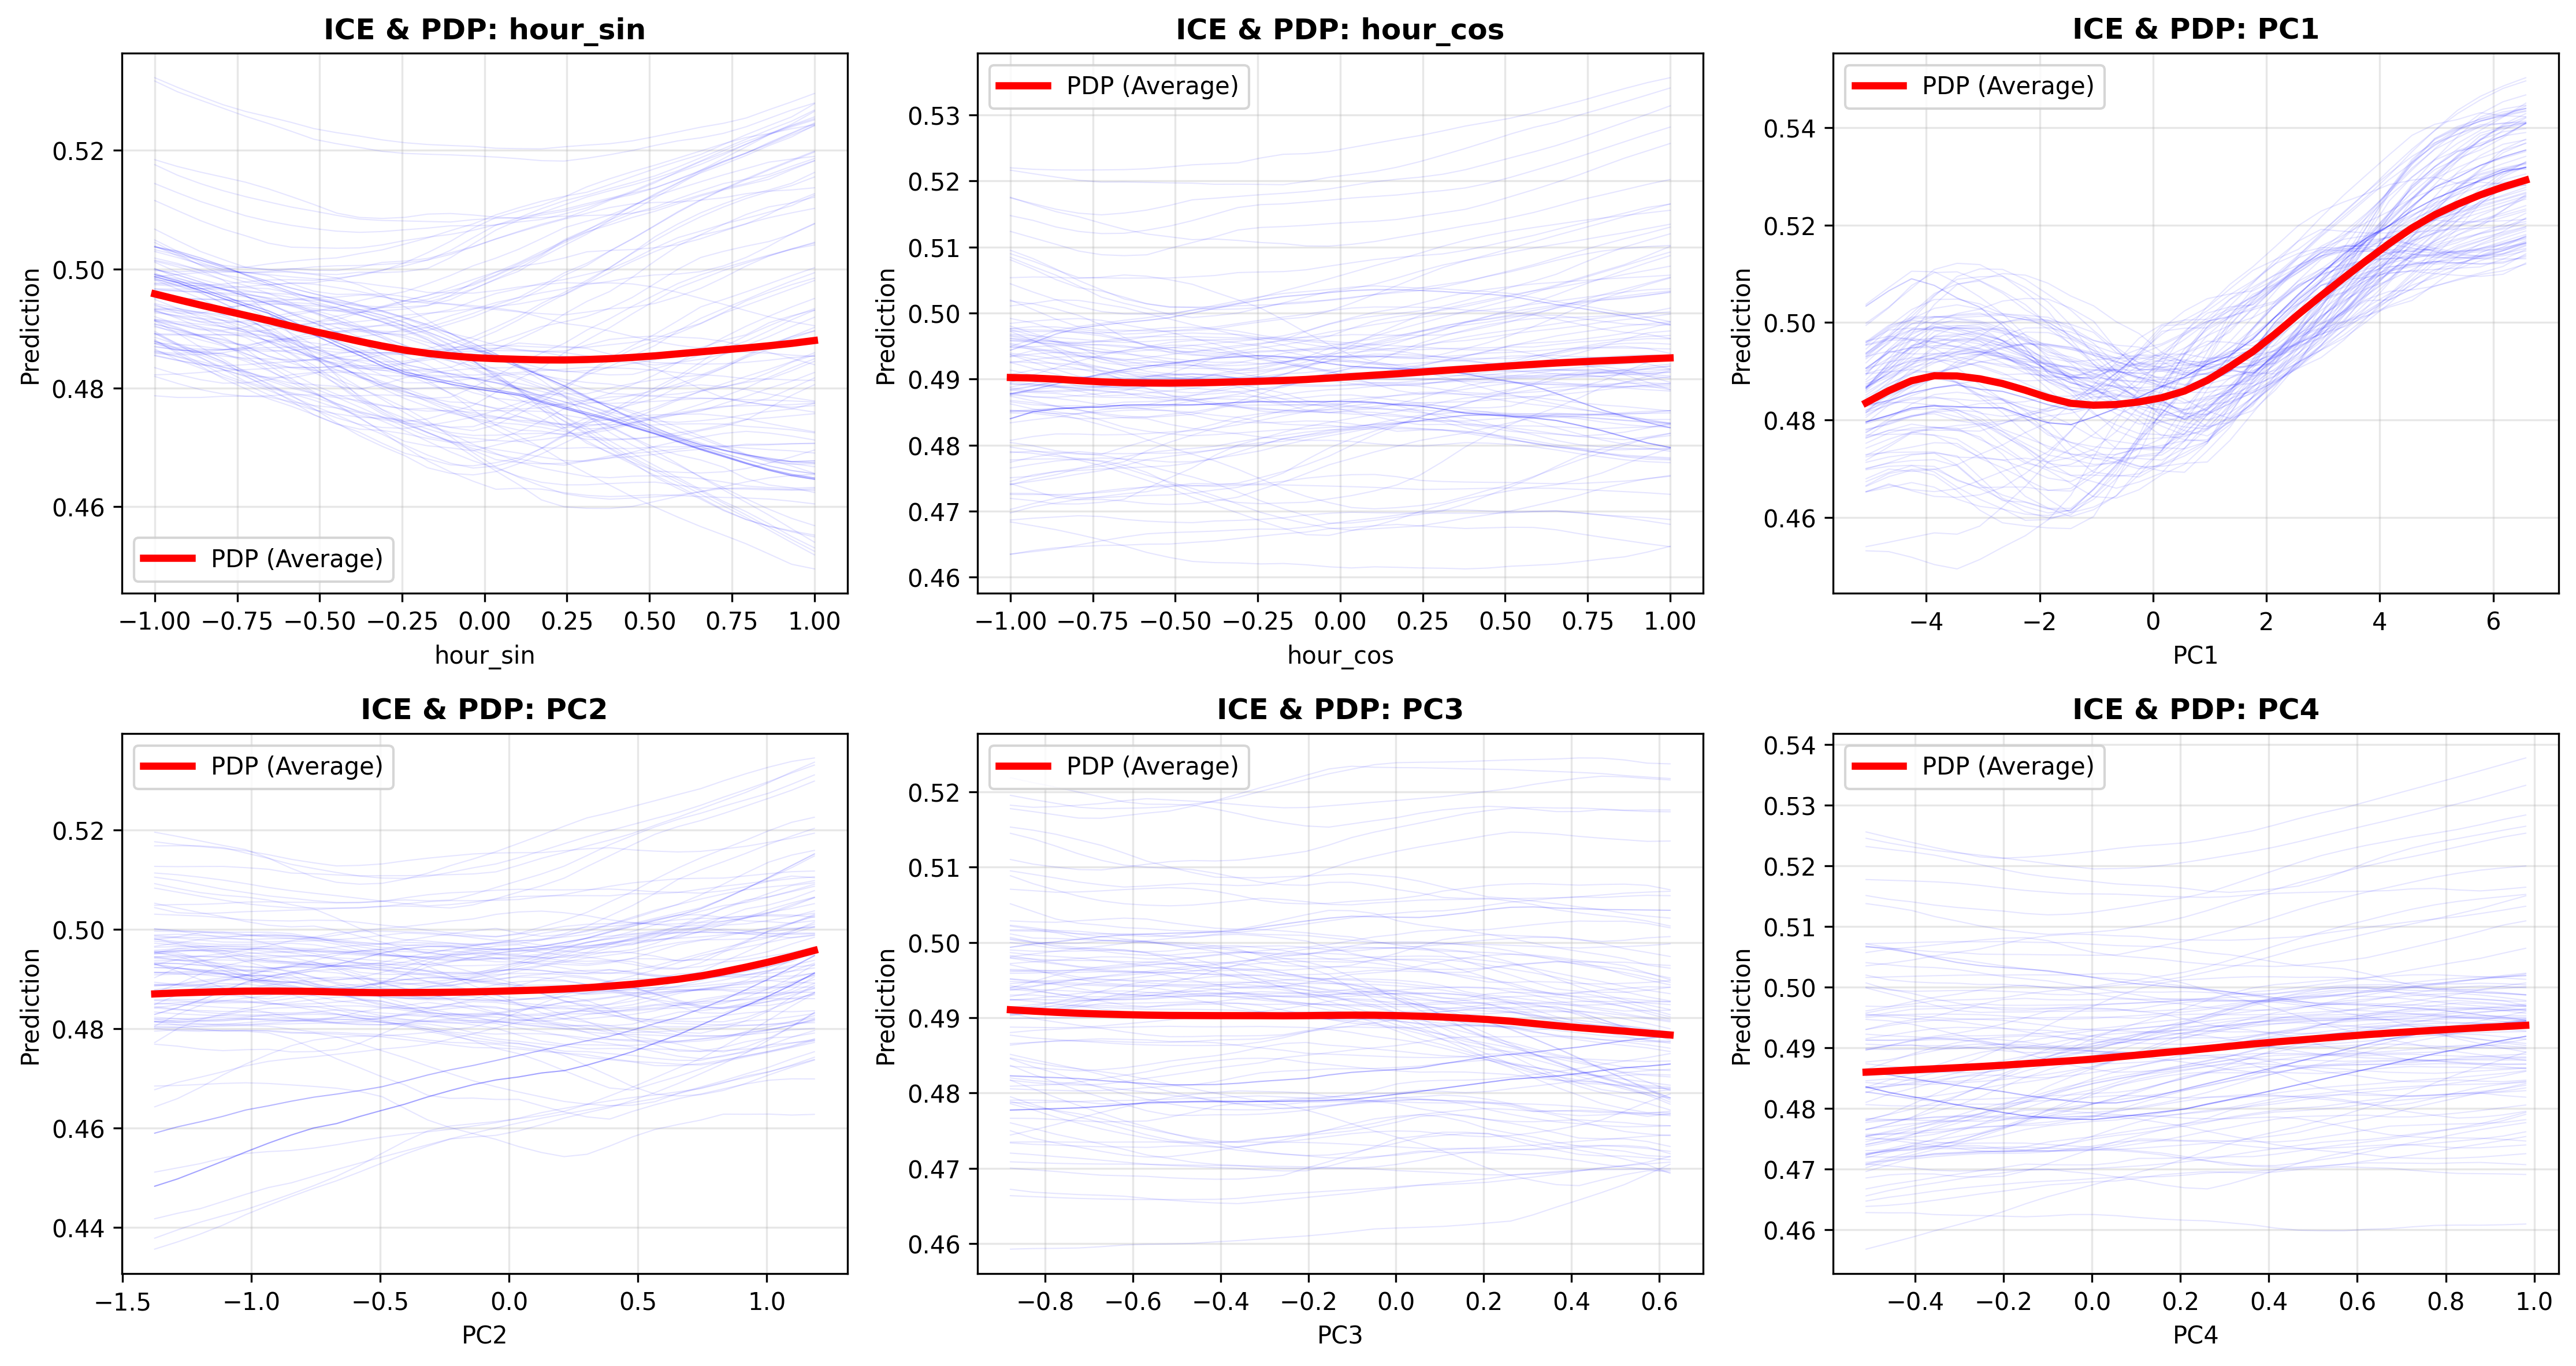 ICE & PDP: hour_sin
Prediction
0.52
0.50
0.48
0.46
PDP (Average)
−1.00 −0.75 −0.50 −0.25 0.00 0.25 0.50 0.75 1.00
hour_sin
ICE & PDP: hour_cos
Prediction
PDP (Average)
0.53
0.52
0.51
0.50
0.49
0.48
0.47
0.46
−1.00 −0.75 −0.50 −0.25 0.00 0.25 0.50 0.75 1.00
hour_cos
ICE & PDP: PC1
Prediction
PDP (Average)
0.54
0.52
0.50
0.48
0.46
−4 −2 0 2 4 6
PC1
ICE & PDP: PC2
Prediction
PDP (Average)
0.52
0.50
0.48
0.46
0.44
−1.5 −1.0 −0.5 0.0 0.5 1.0
PC2
ICE & PDP: PC3
Prediction
PDP (Average)
0.52
0.51
0.50
0.49
0.48
0.47
0.46
−0.8 −0.6 −0.4 −0.2 0.0 0.2 0.4 0.6
PC3
ICE & PDP: PC4
Prediction
PDP (Average)
0.54
0.53
0.52
0.51
0.50
0.49
0.48
0.47
0.46
−0.4 −0.2 0.0 0.2 0.4 0.6 0.8 1.0
PC4